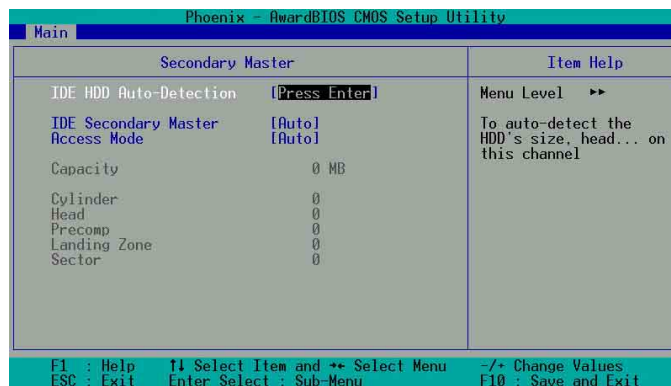 Phoenix - AwardBIOS CMOS Setup Utility
Main
Secondary Master
Item Help
IDE HDD Auto-Detection [Press Enter]
Menu Level ▸▸
IDE Secondary Master [Auto]
To auto-detect the
Access Mode [Auto]
HDD's size, head... on
this channel
Capacity 0 MB
Cylinder 0
Head 0
Precomp 0
Landing Zone 0
Sector 0
F1 : Help ↑↓ Select Item and →← Select Menu -/+ Change Values
ESC : Exit Enter Select : Sub-Menu F10 : Save and Exit